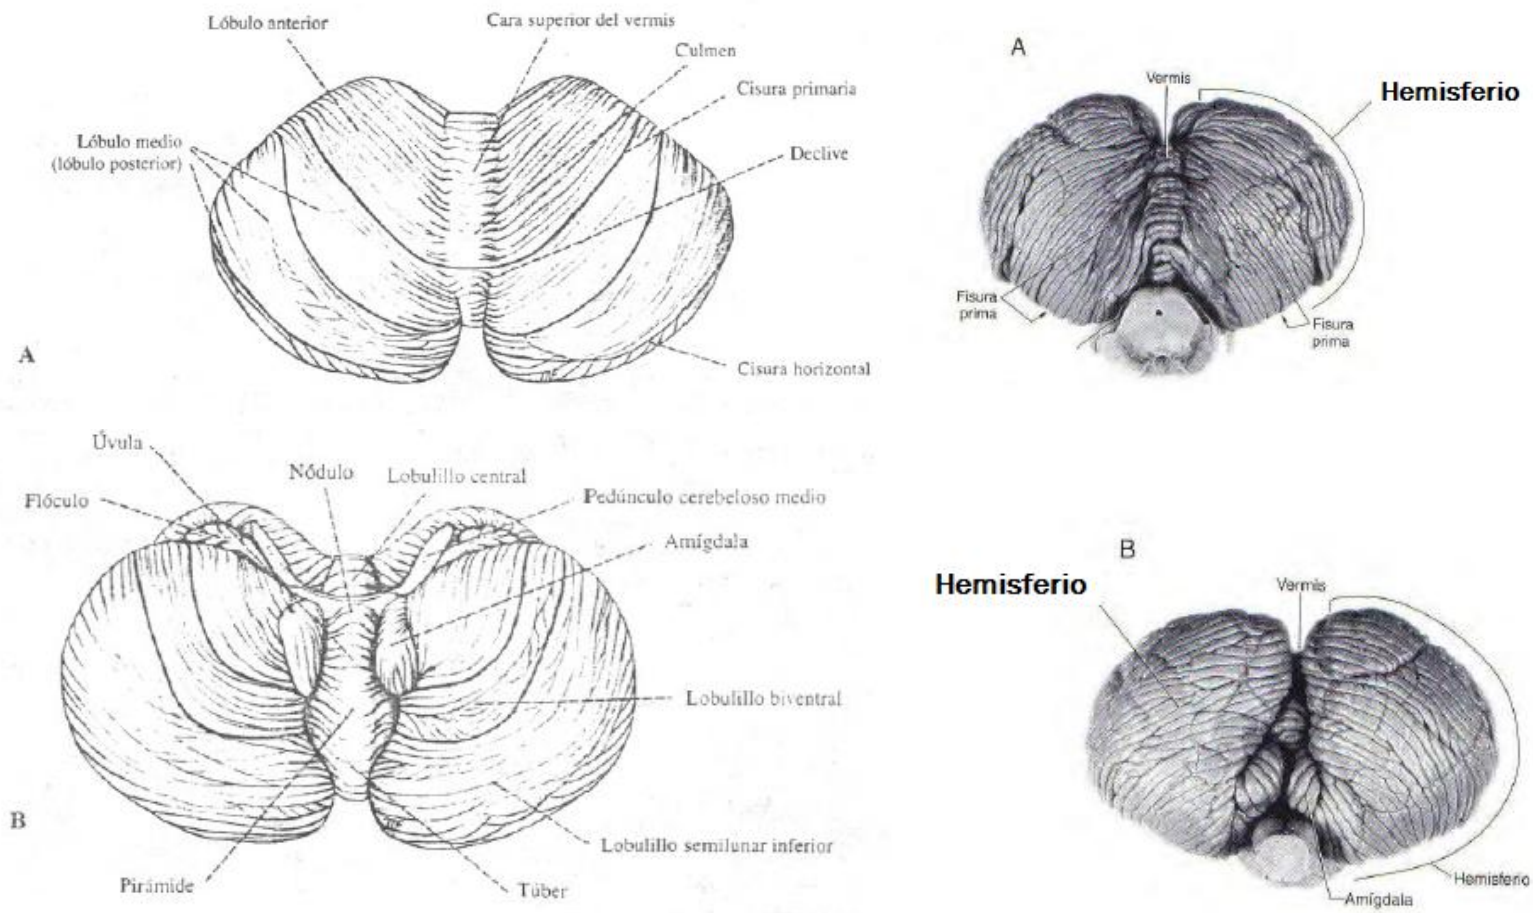 Lóbulo anterior
Cara superior del vermis
Culmen
Cisura primaria
Lóbulo medio
(lóbulo posterior)
Declive
A
Cisura horizontal
A
Vermis
Hemisferio
Fisura
prima
Fisura
prima
Úvula
Nódulo
Lobulillo central
Flóculo
Pedúnculo cerebeloso medio
Amígdala
Lobulillo biventral
B
Lobulillo semilunar inferior
Pirámide
Túber
B
Hemisferio
Vermis
Hemisferio
Amígdala